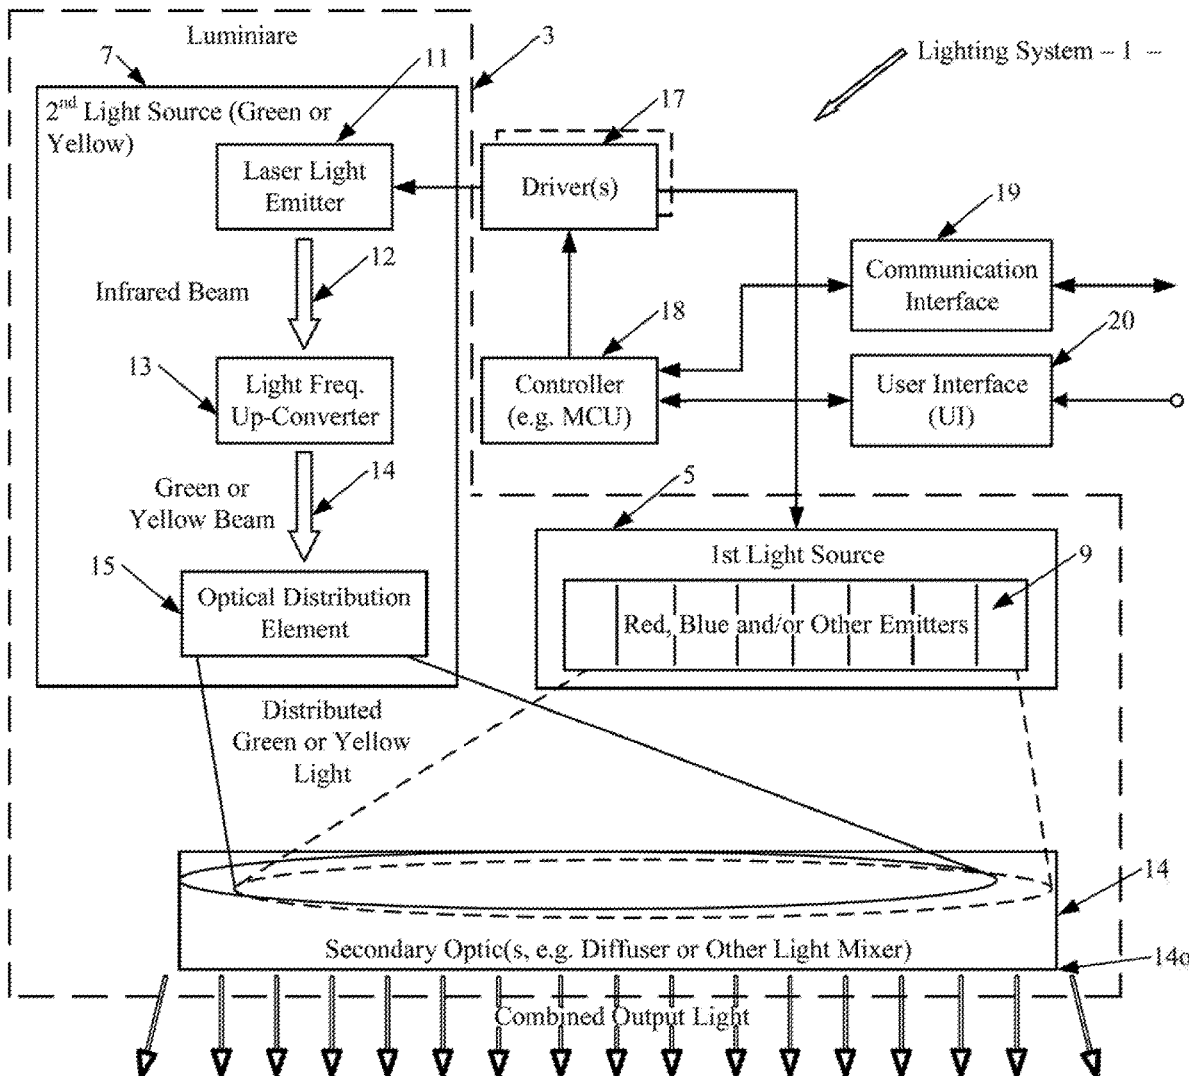 Luminiare
3
Lighting System – 1 –
7
11
2nd Light Source (Green or
Yellow)
17
Laser Light
Emitter
Driver(s)
19
12
Infrared Beam
Communication
Interface
18
20
13
Light Freq.
Up-Converter
Controller
(e.g. MCU)
User Interface
(UI)
14
Green or
Yellow Beam
5
15
1st Light Source
9
Optical Distribution
Element
Red, Blue and/or Other Emitters
Distributed
Green or Yellow
Light
14
Secondary Optic(s, e.g. Diffuser or Other Light Mixer)
14o
Combined Output Light